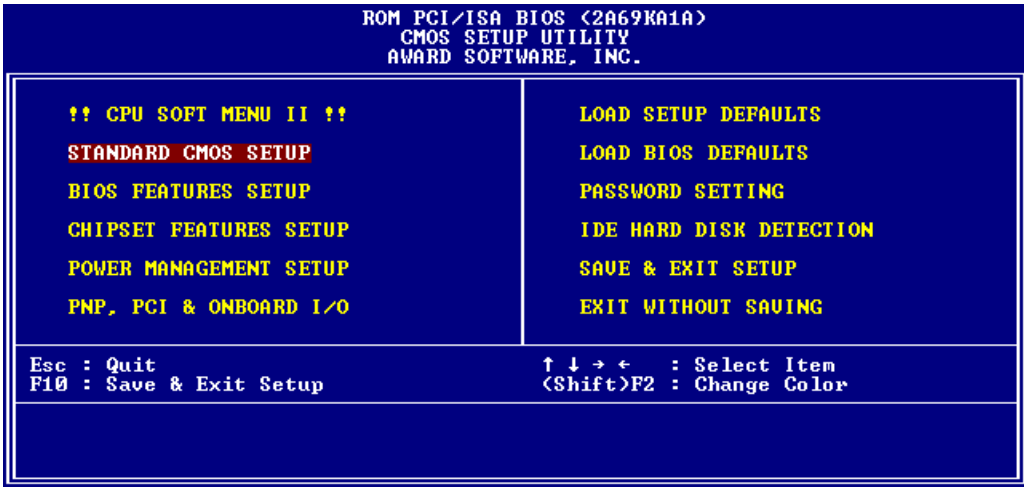 ROM PCI/ISA BIOS (2A69KA1A)
CMOS SETUP UTILITY
AWARD SOFTWARE, INC.
!! CPU SOFT MENU II !!
STANDARD CMOS SETUP
BIOS FEATURES SETUP
CHIPSET FEATURES SETUP
POWER MANAGEMENT SETUP
PNP, PCI & ONBOARD I/O
LOAD SETUP DEFAULTS
LOAD BIOS DEFAULTS
PASSWORD SETTING
IDE HARD DISK DETECTION
SAVE & EXIT SETUP
EXIT WITHOUT SAVING
Esc : Quit
F10 : Save & Exit Setup
↑ ↓ → ← : Select Item
(Shift)F2 : Change Color